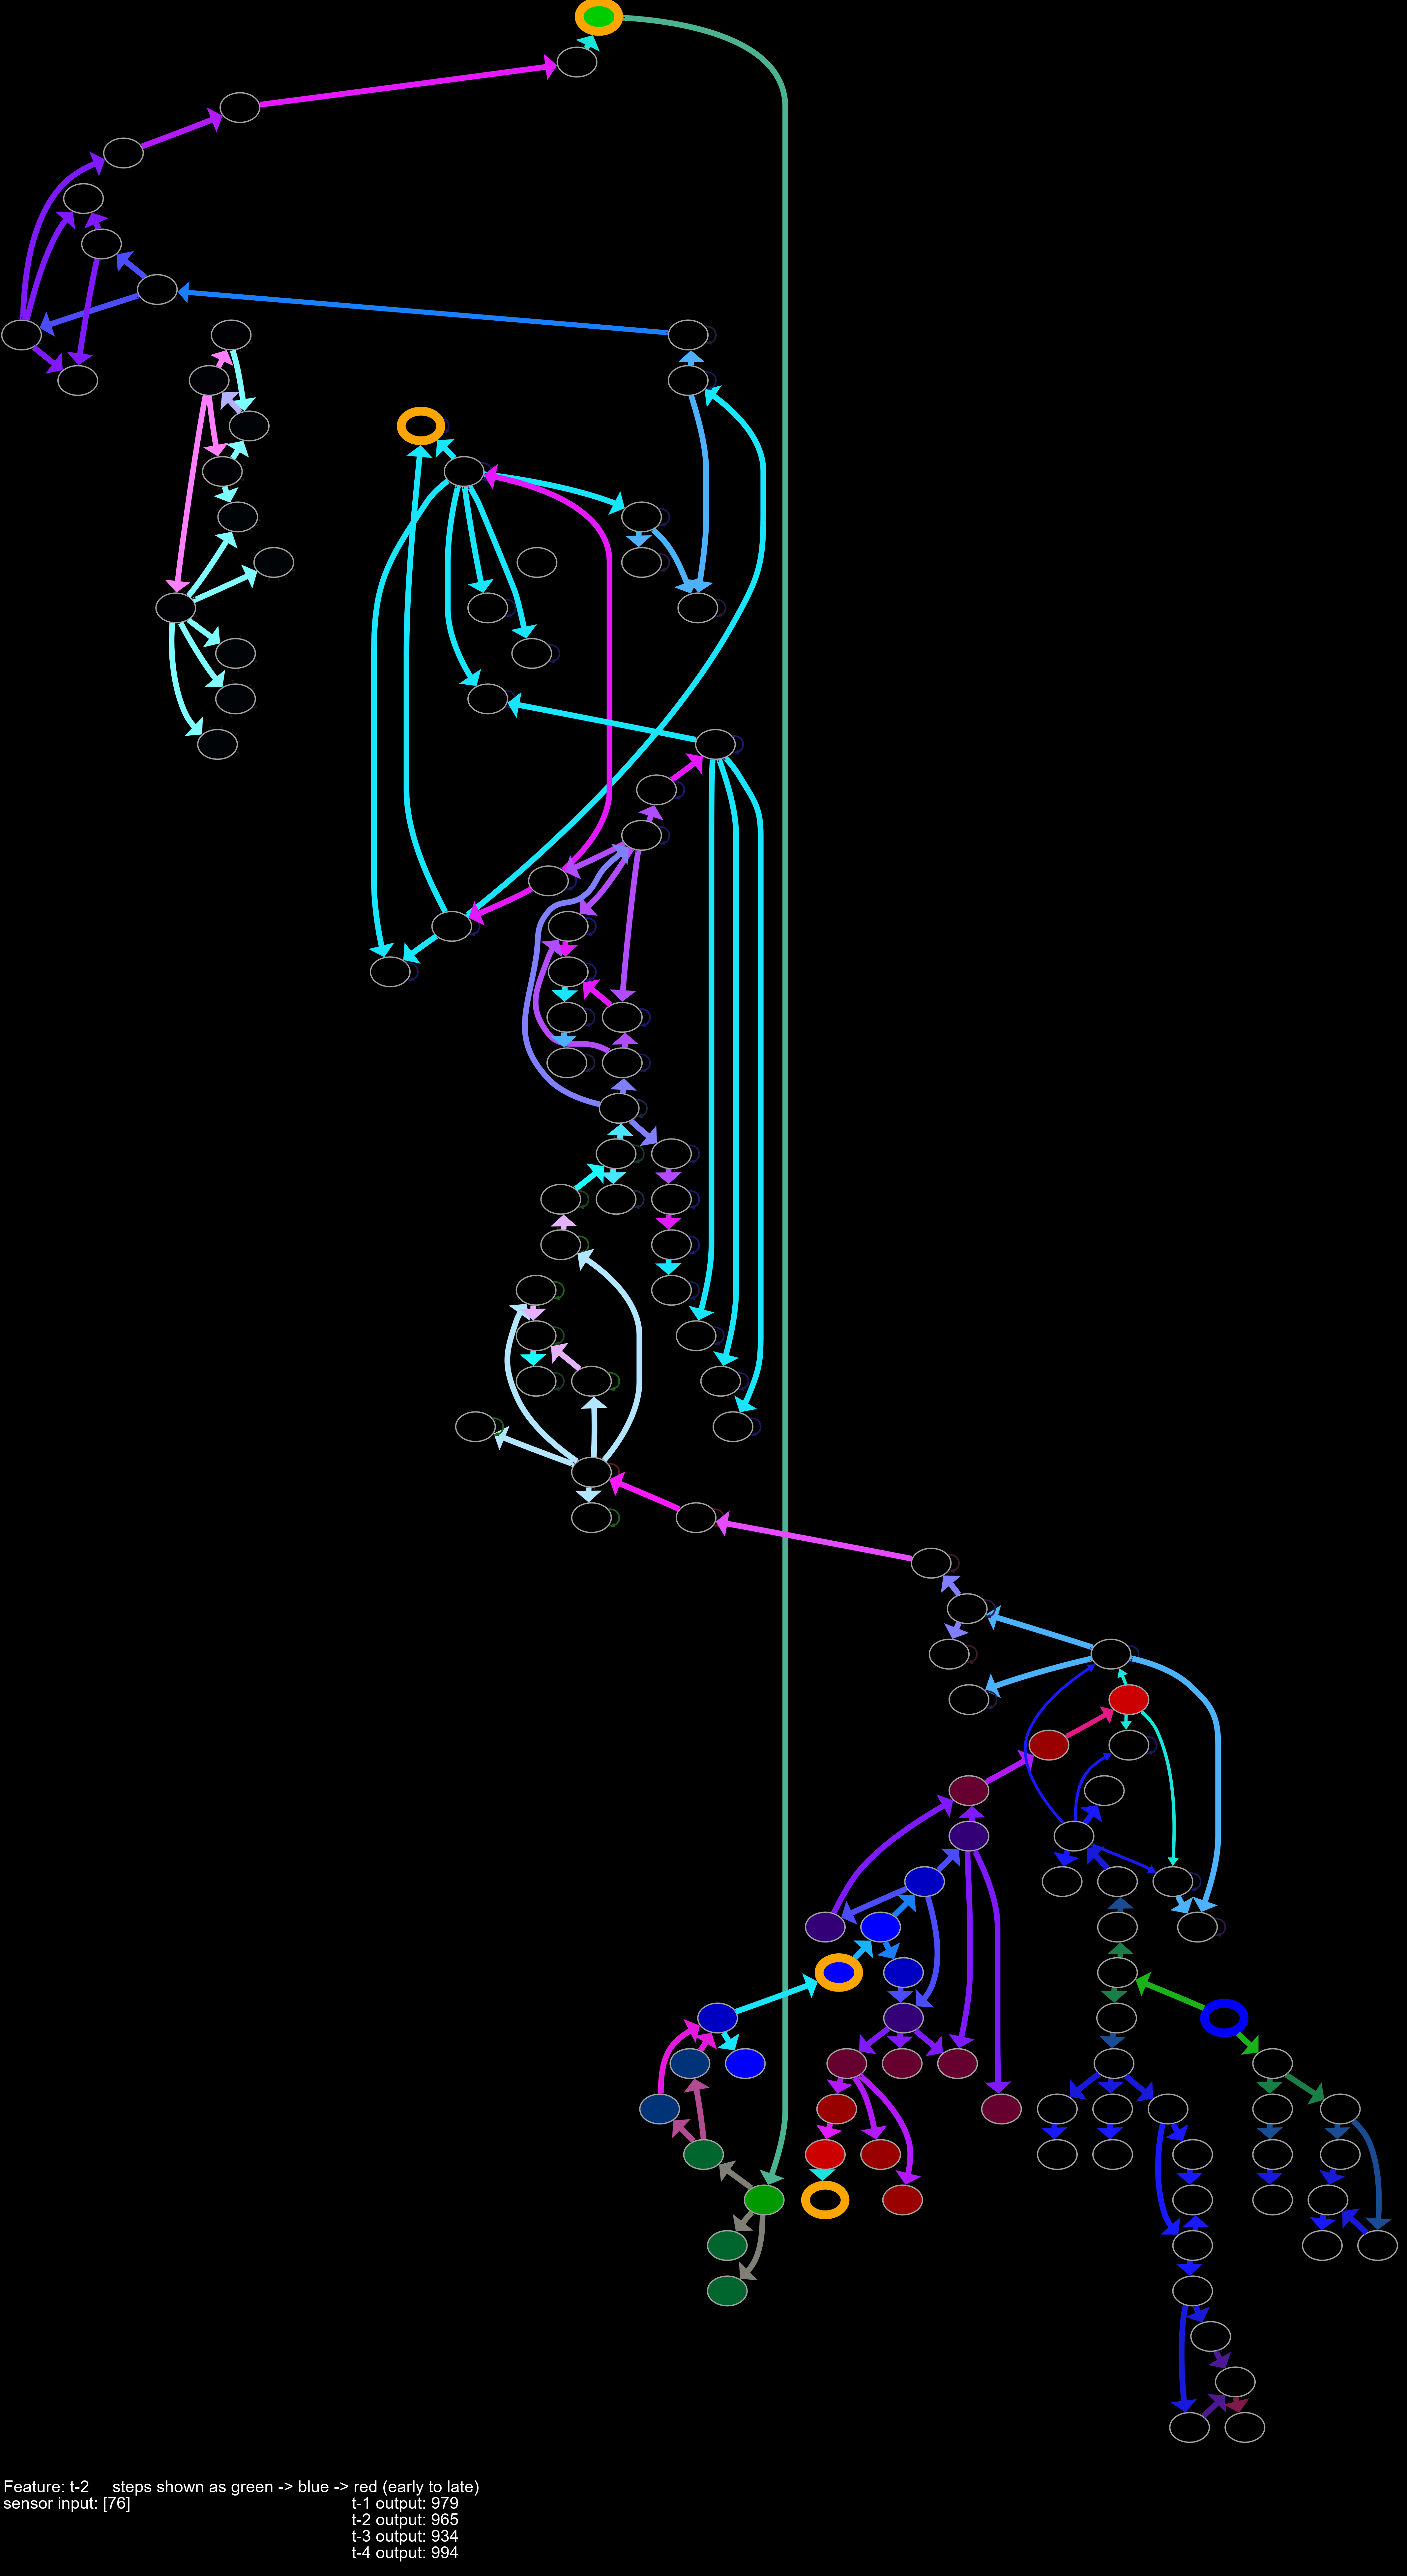 Feature: t-2 steps shown as green -> blue -> red (early to late)
sensor input: [76]
t-1 output: 979
t-2 output: 965
t-3 output: 934
t-4 output: 994